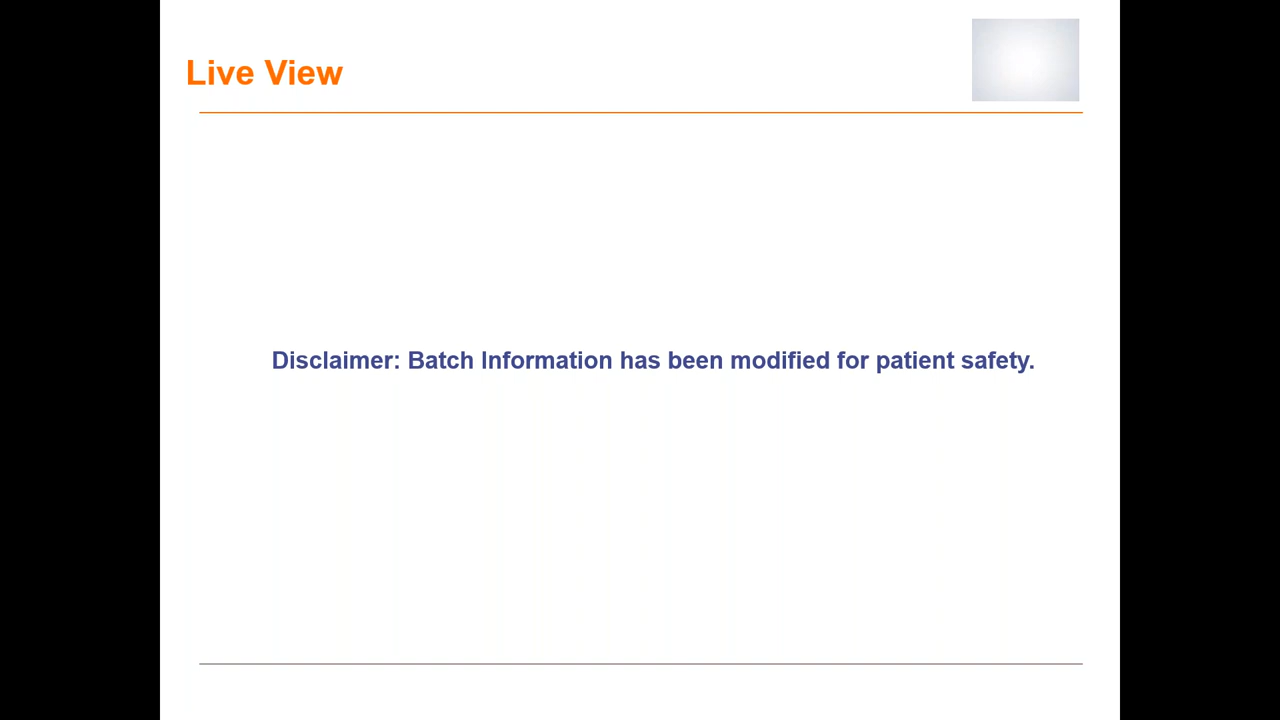 Live View
Disclaimer: Batch Information has been modified for patient safety.